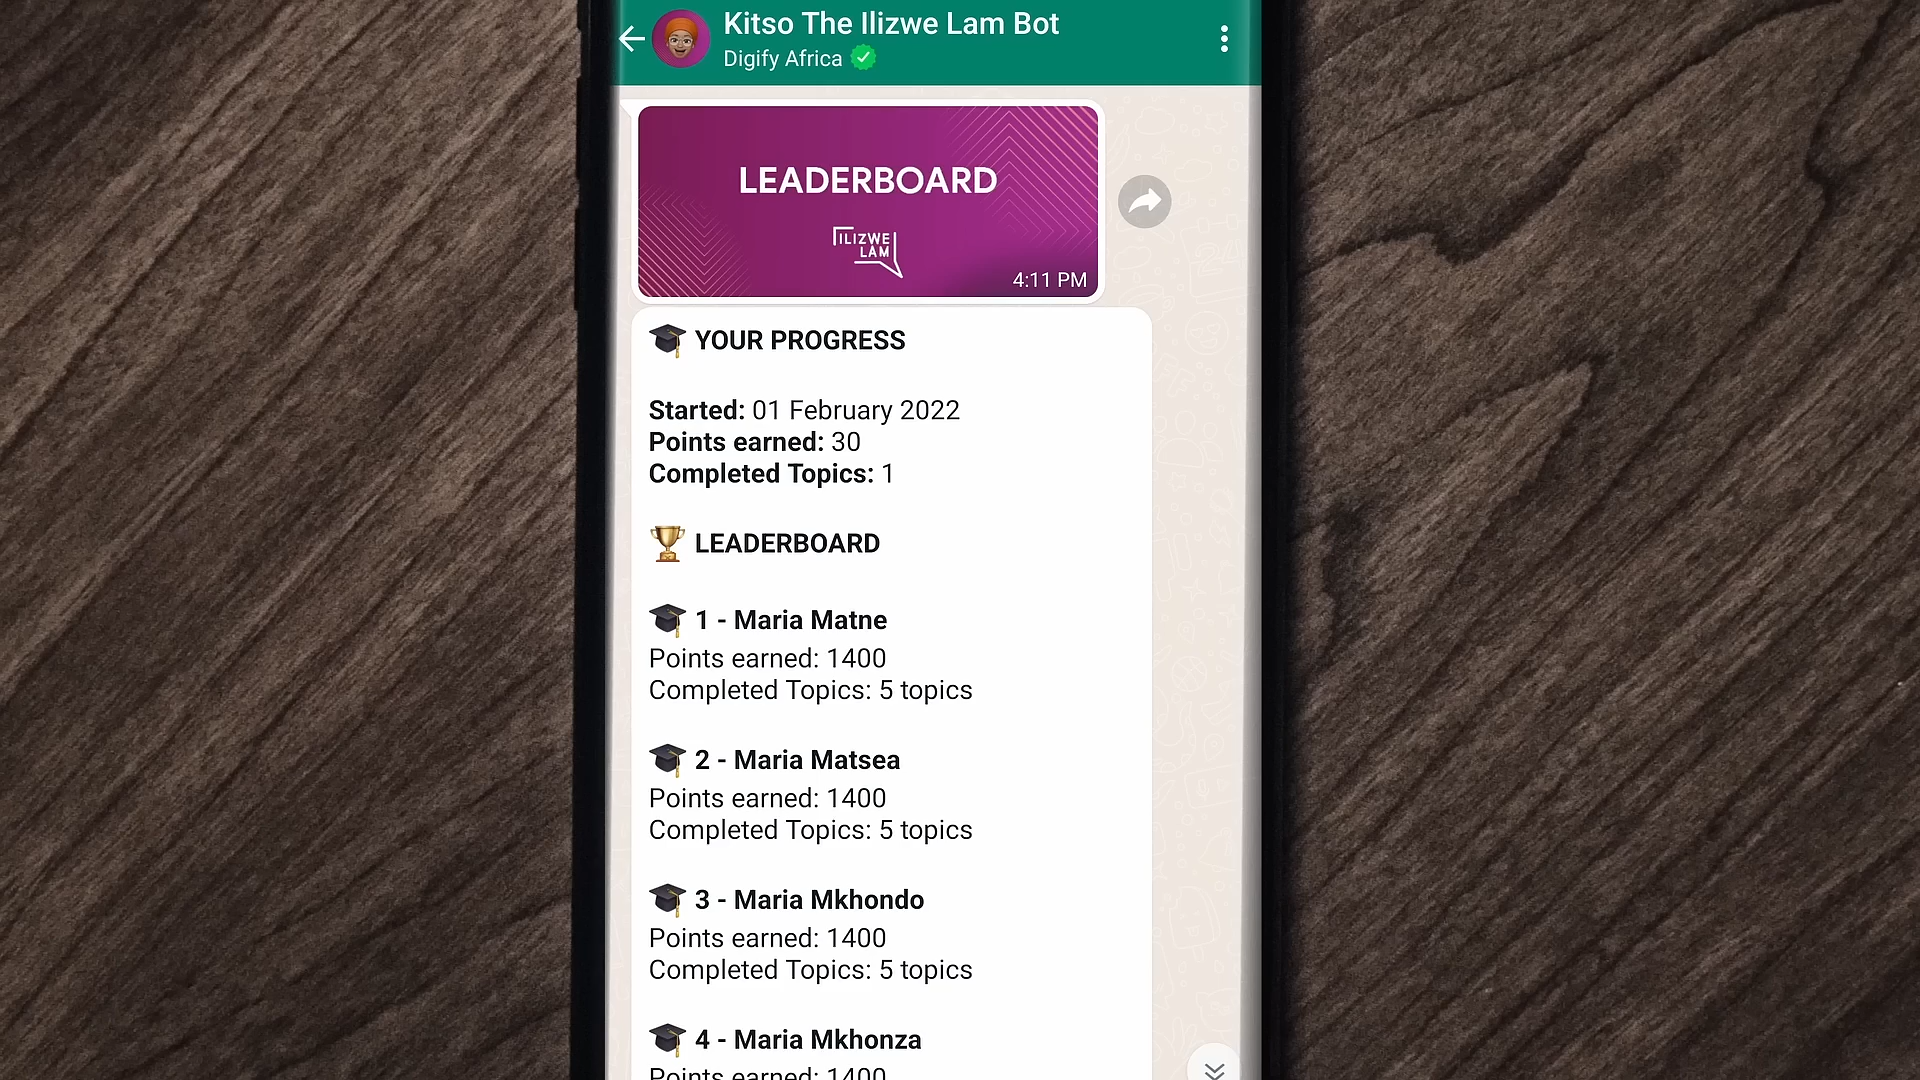 Kitso The Ilizwe Lam Bot
Digify Africa
LEADERBOARD
ILIZWE
LAM
4:11 PM
🎓 YOUR PROGRESS
Started: 01 February 2022
Points earned: 30
Completed Topics: 1
🏆 LEADERBOARD
🎓 1 - Maria Matne
Points earned: 1400
Completed Topics: 5 topics
🎓 2 - Maria Matsea
Points earned: 1400
Completed Topics: 5 topics
🎓 3 - Maria Mkhondo
Points earned: 1400
Completed Topics: 5 topics
🎓 4 - Maria Mkhonza
Points earned: 1400